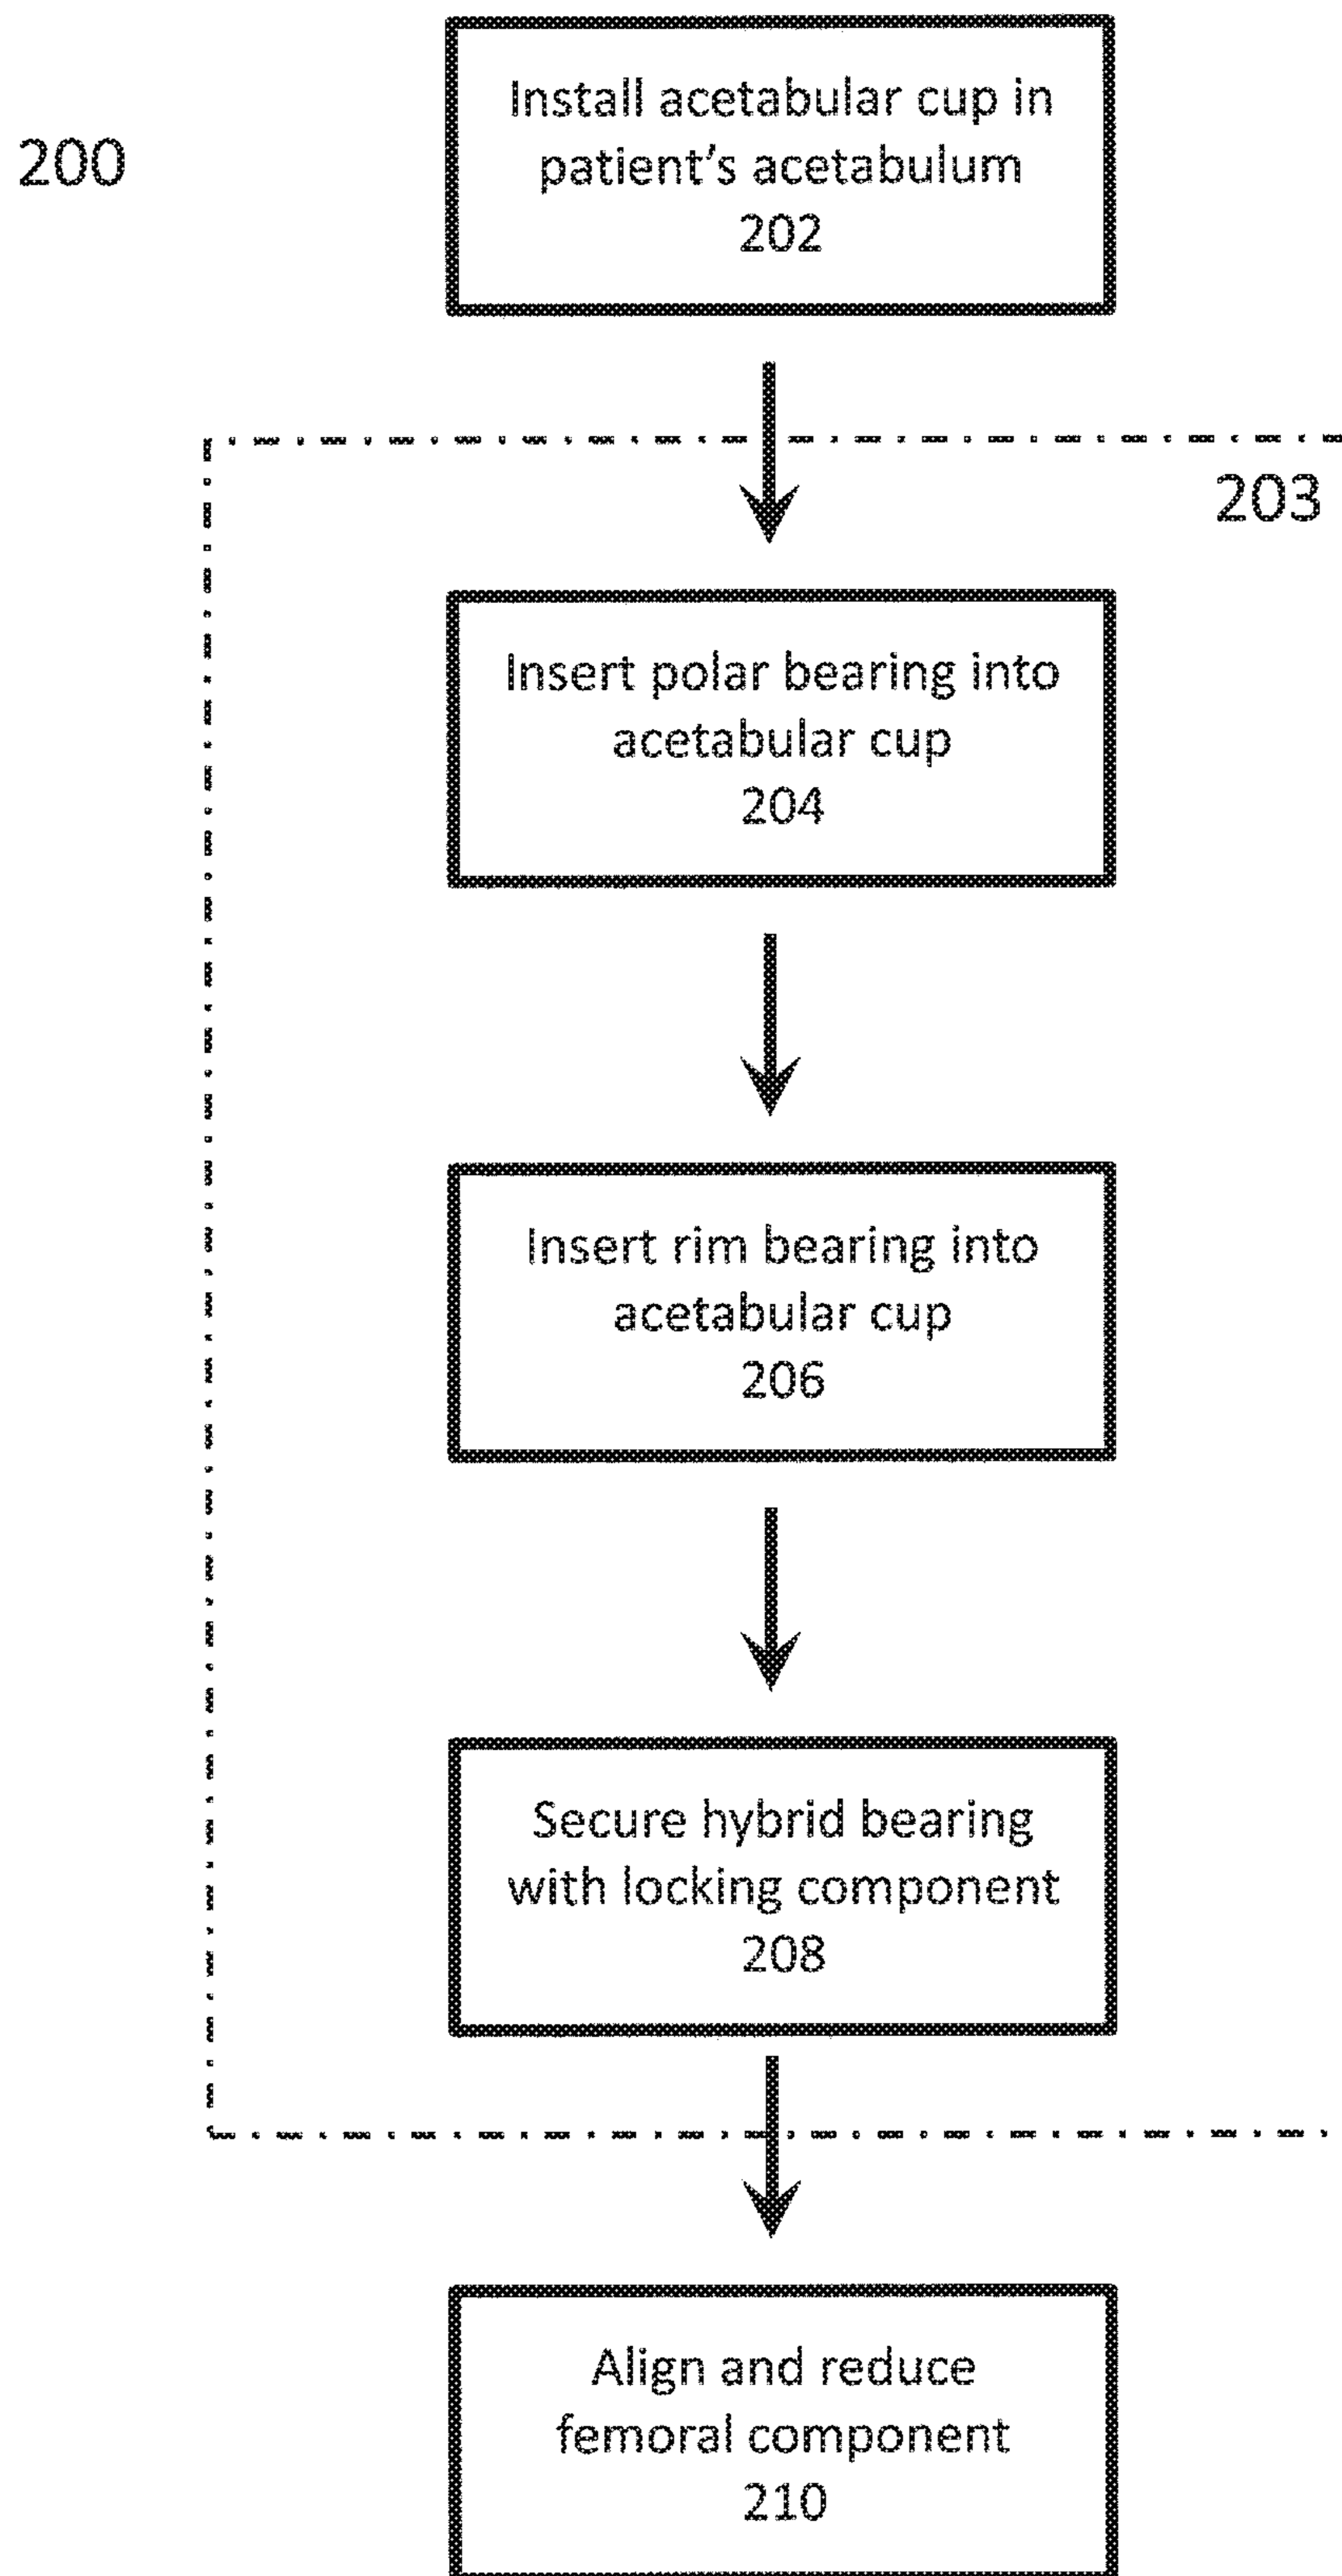 200
Install acetabular cup in
patient's acetabulum
202
203
Insert polar bearing into
acetabular cup
204
Insert rim bearing into
acetabular cup
206
Secure hybrid bearing
with locking component
208
Align and reduce
femoral component
210